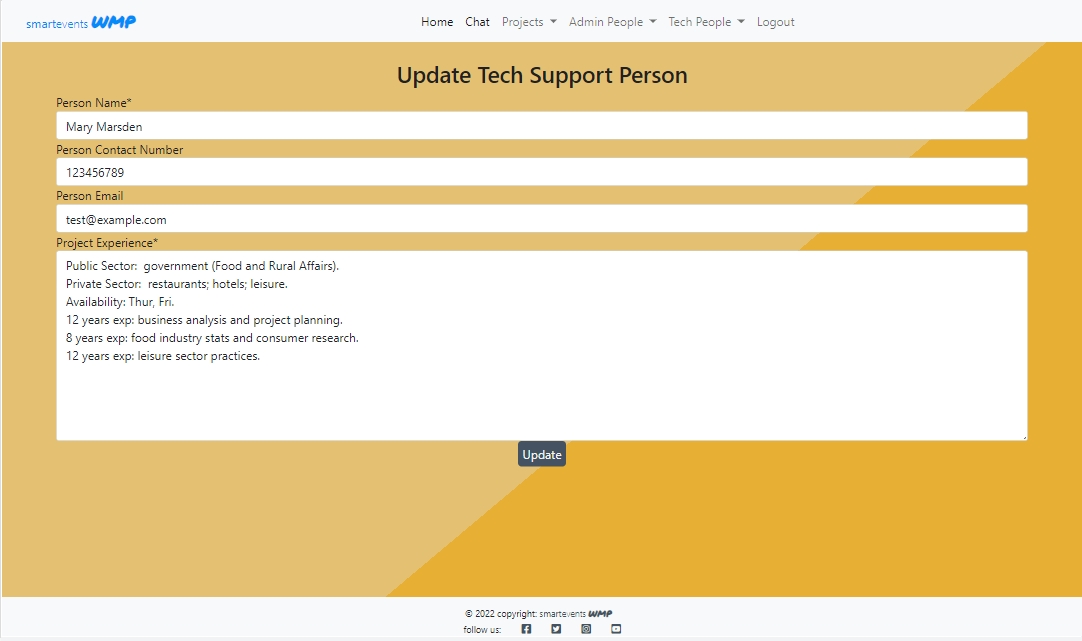 smartevents WMP
Home Chat Projects Admin People Tech People Logout
Update Tech Support Person
Person Name*
Mary Marsden
Person Contact Number
123456789
Person Email
test@example.com
Project Experience*
Public Sector:  government (Food and Rural Affairs).
Private Sector:  restaurants; hotels; leisure.
Availability: Thur, Fri.
12 years exp: business analysis and project planning.
8 years exp: food industry stats and consumer research.
12 years exp: leisure sector practices.
Update
© 2022 copyright: smartevents WMP
follow us: